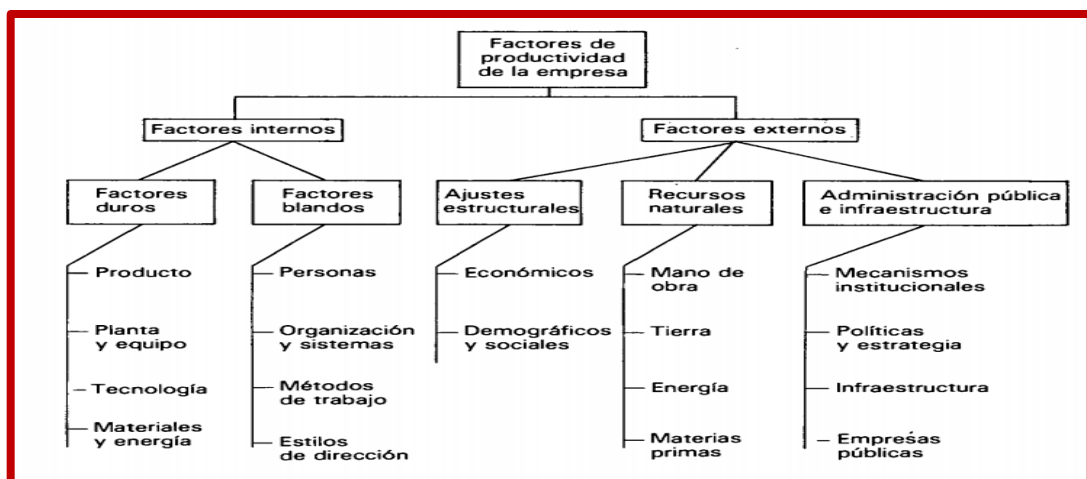 Factores de
productividad
de la empresa
Factores internos
Factores externos
Factores
duros
Factores
blandos
Ajustes
estructurales
Recursos
naturales
Administración pública
e infraestructura
Producto
Planta
y equipo
Tecnología
Materiales
y energía
Personas
Organización
y sistemas
Métodos
de trabajo
Estilos
de dirección
Económicos
Demográficos
y sociales
Mano de
obra
Tierra
Energía
Materias
primas
Mecanismos
institucionales
Políticas
y estrategia
Infraestructura
Empresas
públicas